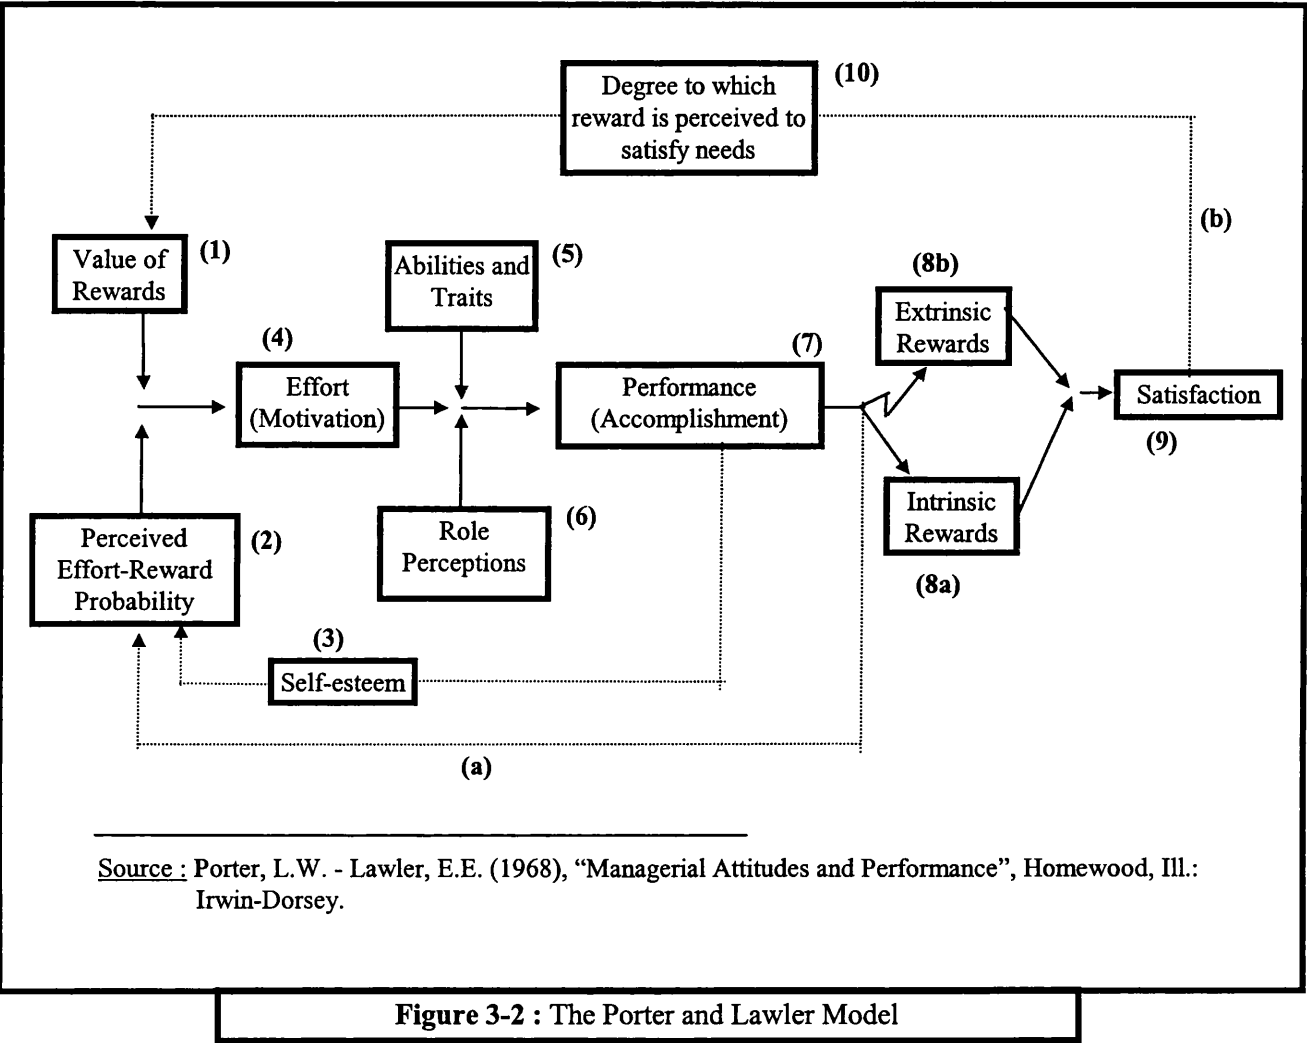 (10)
Degree to which
reward is perceived to
satisfy needs
(b)
Value of
Rewards
(1)
Abilities and
Traits
(5)
(8b)
Extrinsic
Rewards
(4)
Effort
(Motivation)
(7)
Performance
(Accomplishment)
Satisfaction
(9)
Perceived
Effort-Reward
Probability
(2)
Role
Perceptions
(6)
Intrinsic
Rewards
(8a)
(3)
Self-esteem
(a)
Source : Porter, L.W. - Lawler, E.E. (1968), “Managerial Attitudes and Performance”, Homewood, Ill.:
Irwin-Dorsey.
Figure 3-2 : The Porter and Lawler Model